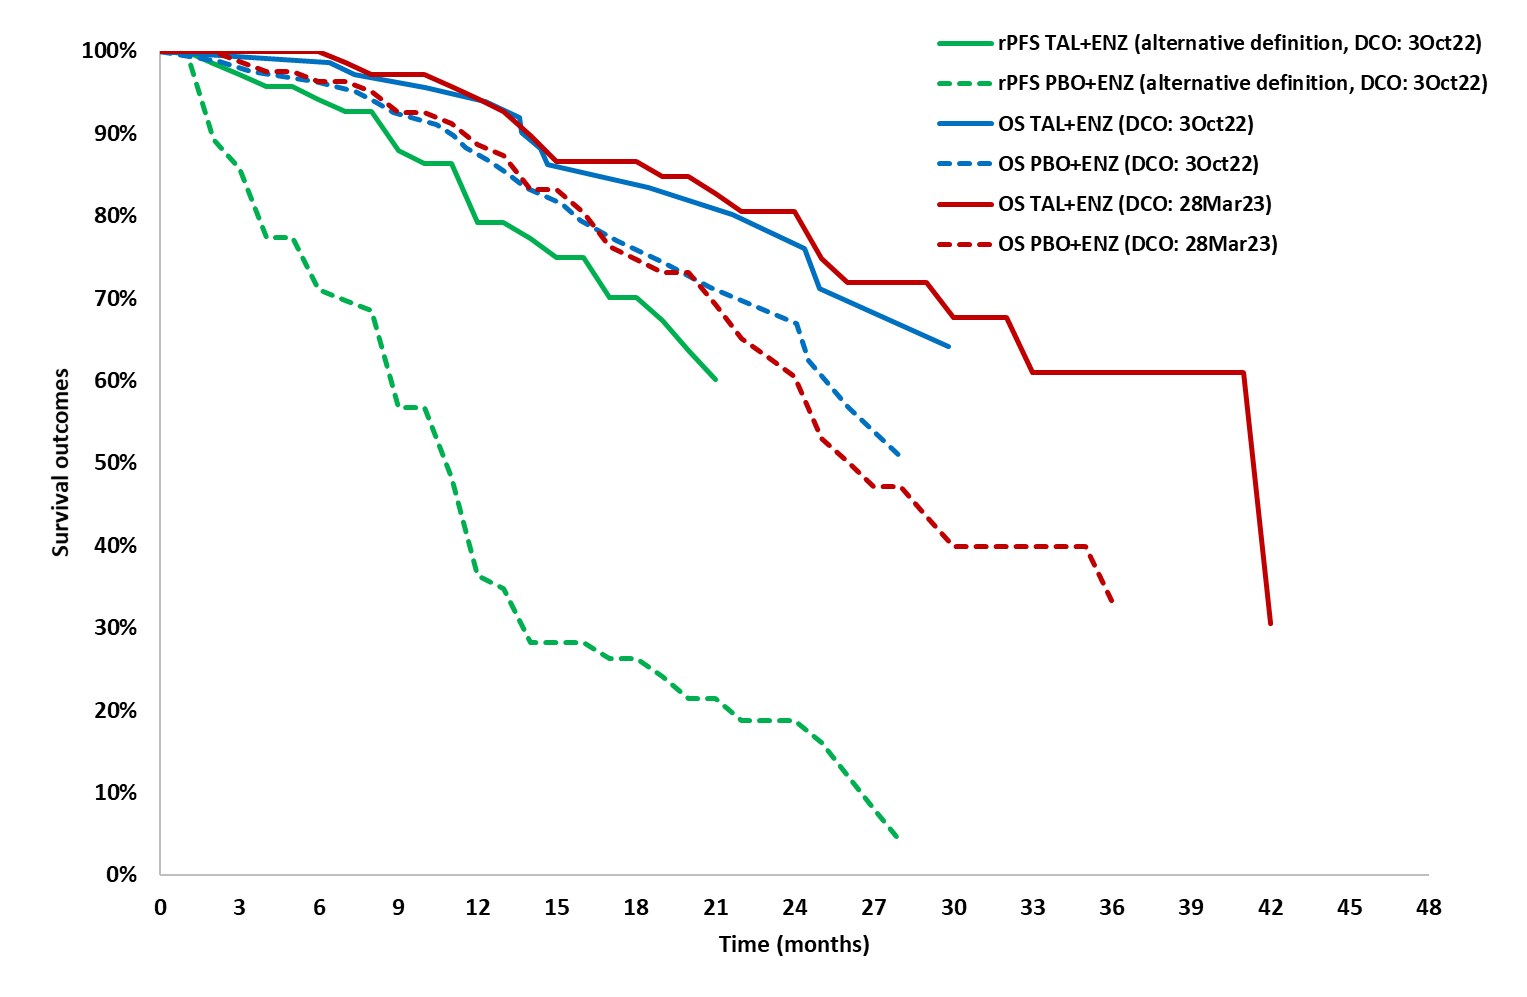 rPFS TAL+ENZ (alternative definition, DCO: 3Oct22)
rPFS PBO+ENZ (alternative definition, DCO: 3Oct22)
OS TAL+ENZ (DCO: 3Oct22)
OS PBO+ENZ (DCO: 3Oct22)
OS TAL+ENZ (DCO: 28Mar23)
OS PBO+ENZ (DCO: 28Mar23)
Survival outcomes
100%
90%
80%
70%
60%
50%
40%
30%
20%
10%
0%
0 3 6 9 12 15 18 21 24 27 30 33 36 39 42 45 48
Time (months)